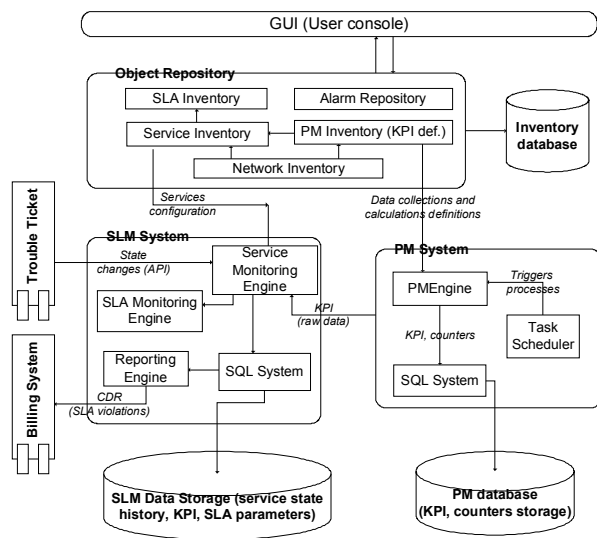 GUI (User console)
Object Repository
SLA Inventory
Alarm Repository
Service Inventory
PM Inventory (KPI def.)
Network Inventory
Inventory
database
Services
configuration
Data collections and
calculations definitions
Trouble Ticket
SLM System
State
changes (API)
Service
Monitoring
Engine
SLA Monitoring
Engine
KPI
(raw data)
PM System
PMEngine
Triggers
processes
KPI, counters
Task
Scheduler
Reporting
Engine
SQL System
SQL System
Billing System
CDR
(SLA violations)
SLM Data Storage (service state
history, KPI, SLA parameters)
PM database
(KPI, counters storage)